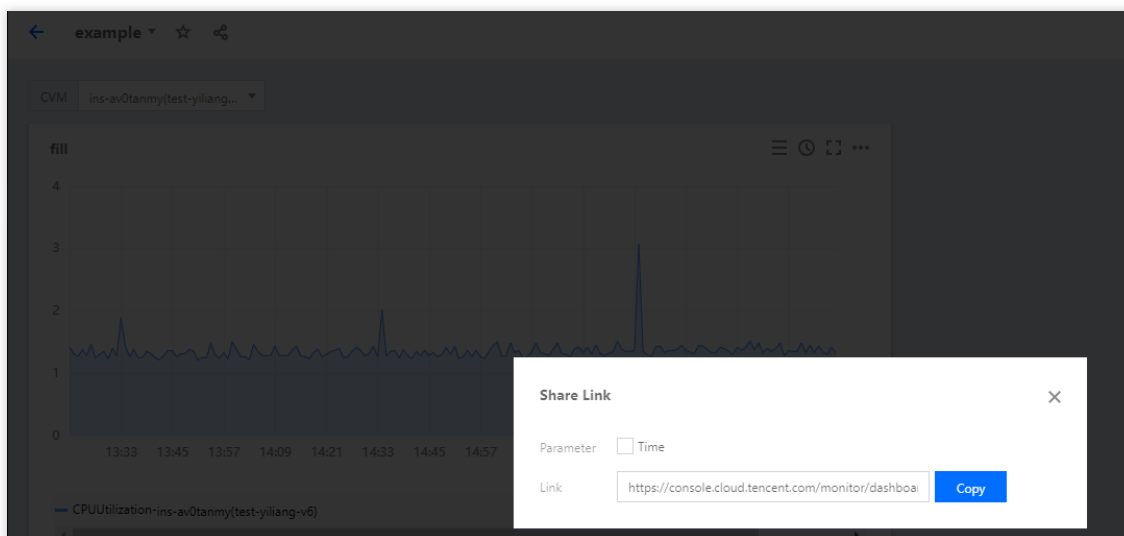 example
CVM ins-av0tanmy(test-yiliang...
fill
4
3
2
1
0
13:33 13:45 13:57 14:09 14:21 14:33 14:45 14:57
CPUUtilization-ins-av0tanmy(test-yiliang-v6)
Share Link
Parameter Time
Link https://console.cloud.tencent.com/monitor/dashboa Copy